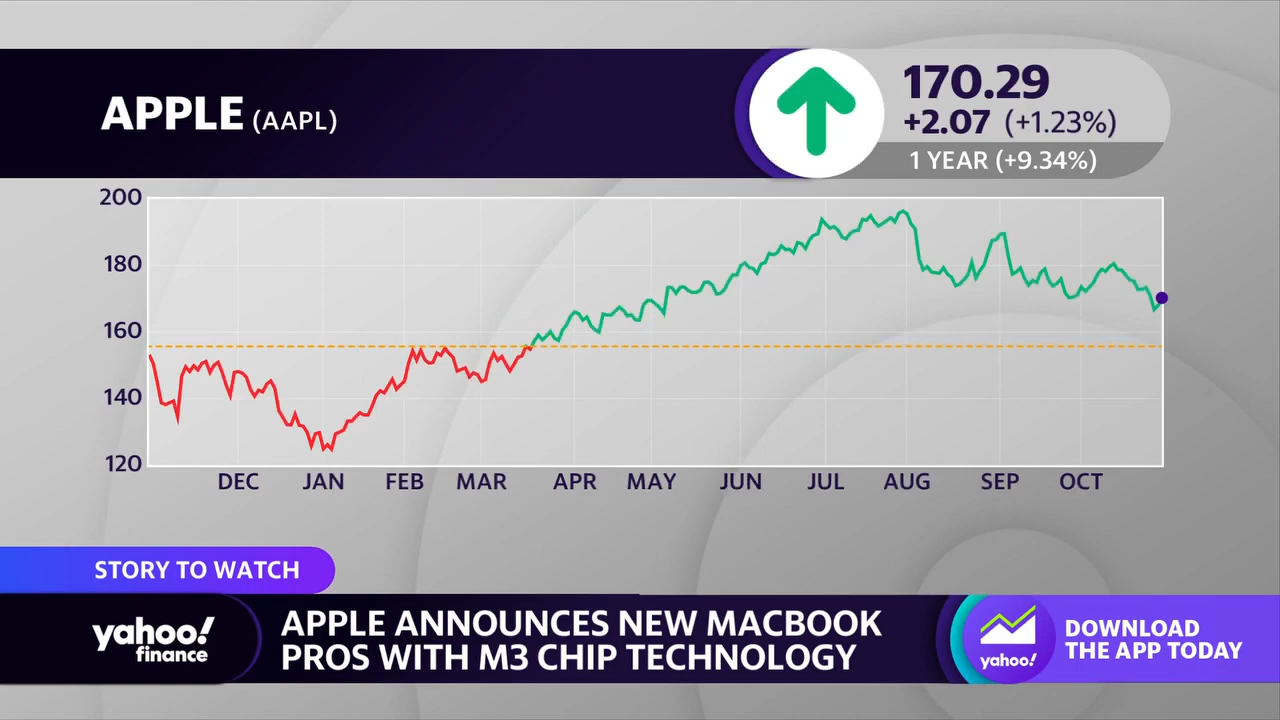 APPLE (AAPL)
170.29
+2.07 (+1.23%)
1 YEAR (+9.34%)
200
180
160
140
120
DEC JAN FEB MAR APR MAY JUN JUL AUG SEP OCT
STORY TO WATCH
yahoo!
finance
APPLE ANNOUNCES NEW MACBOOK
PROS WITH M3 CHIP TECHNOLOGY
yahoo!
DOWNLOAD
THE APP TODAY